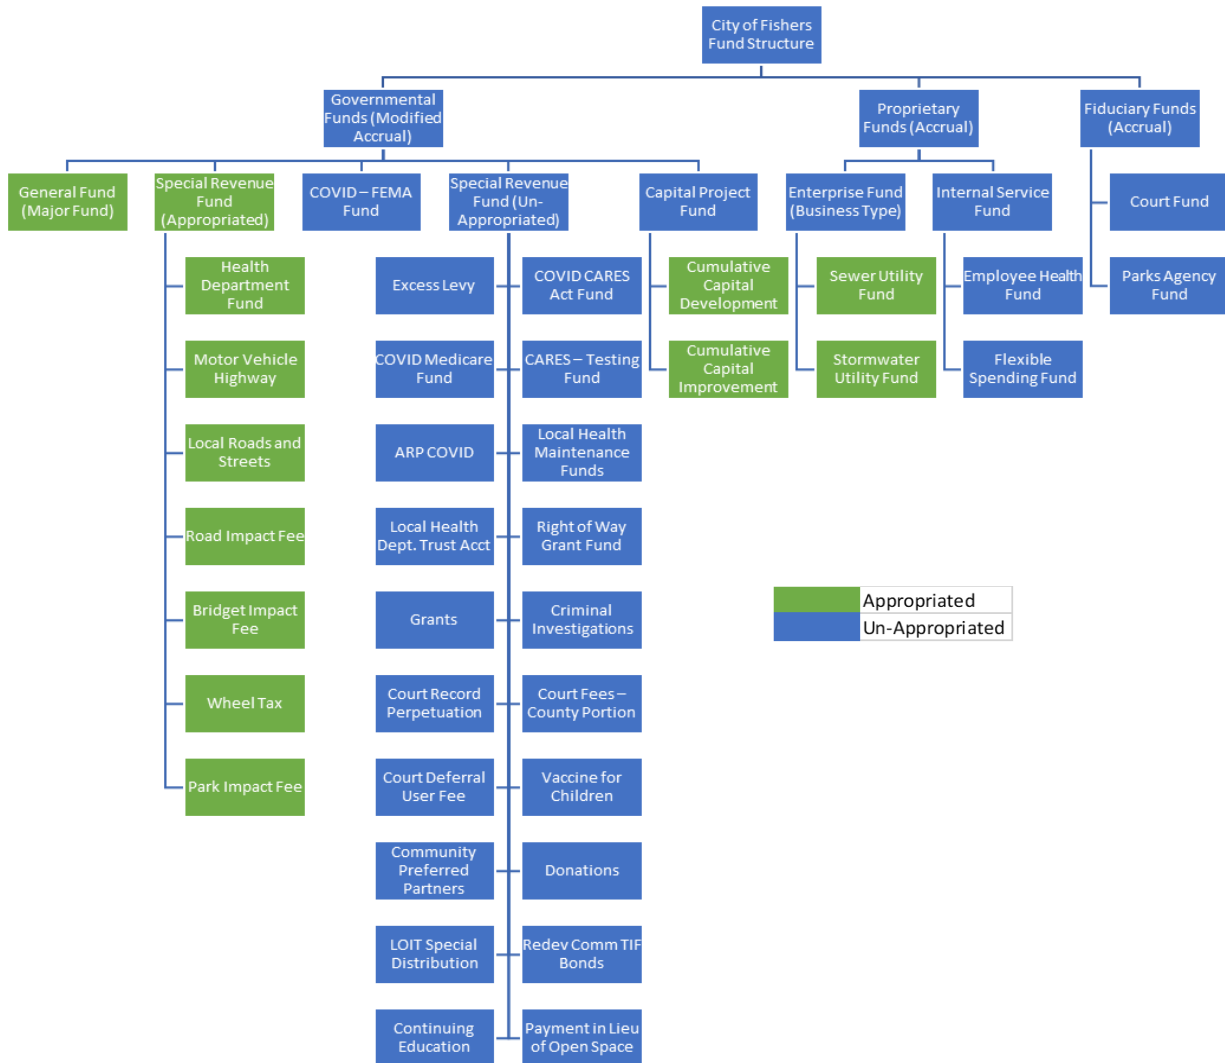 City of Fishers
Fund Structure
Governmental
Funds (Modified
Accrual)
Proprietary
Funds (Accrual)
Fiduciary Funds
(Accrual)
General Fund
(Major Fund)
Special Revenue
Fund
(Appropriated)
COVID – FEMA
Fund
Special Revenue
Fund (Un-
Appropriated)
Capital Project
Fund
Enterprise Fund
(Business Type)
Internal Service
Fund
Court Fund
Health
Department
Fund
Excess Levy
COVID CARES
Act Fund
Cumulative
Capital
Development
Sewer Utility
Fund
Employee Health
Fund
Parks Agency
Fund
Motor Vehicle
Highway
COVID Medicare
Fund
CARES – Testing
Fund
Cumulative
Capital
Improvement
Stormwater
Utility Fund
Flexible
Spending Fund
Local Roads and
Streets
ARP COVID
Local Health
Maintenance
Funds
Road Impact Fee
Local Health
Dept. Trust Acct
Right of Way
Grant Fund
Bridget Impact
Fee
Grants
Criminal
Investigations
Appropriated
Un-Appropriated
Wheel Tax
Court Record
Perpetuation
Court Fees –
County Portion
Park Impact Fee
Court Deferral
User Fee
Vaccine for
Children
Community
Preferred
Partners
Donations
LOIT Special
Distribution
Redev Comm TIF
Bonds
Continuing
Education
Payment in Lieu
of Open Space